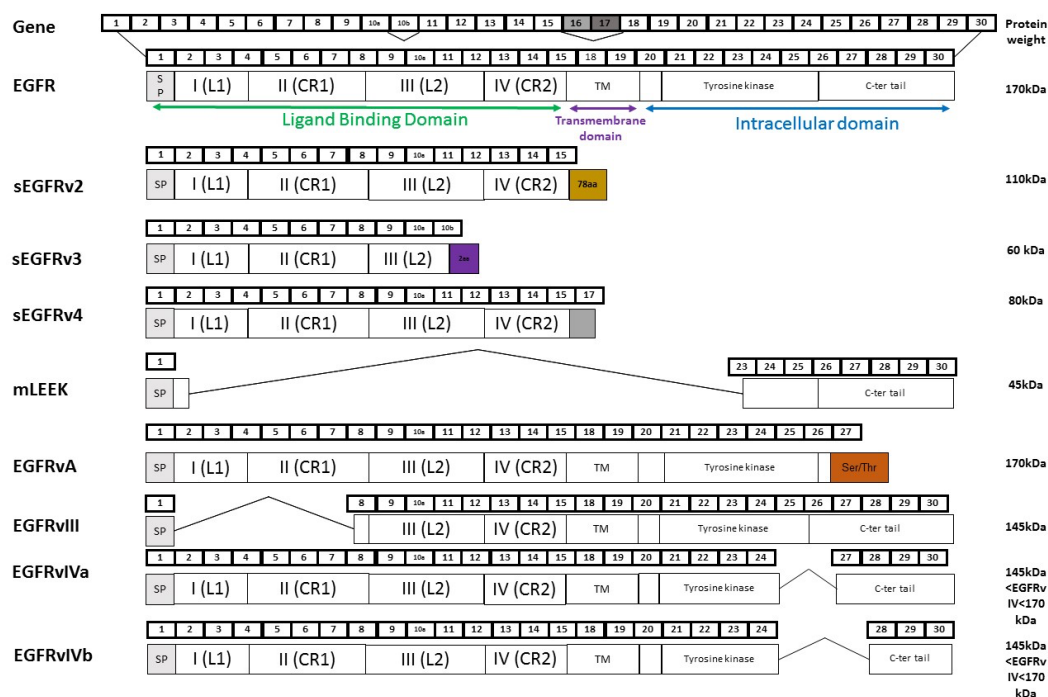 Gene 1 2 3 4 5 6 7 8 9 10a 10b 11 12 13 14 15 16 17 18 19 20 21 22 23 24 25 26 27 28 29 30 Protein weight
1 2 3 4 5 6 7 8 9 10a 11 12 13 14 15 18 19 20 21 22 23 24 25 26 27 28 29 30
EGFR SP I (L1) II (CR1) III (L2) IV (CR2) TM Tyrosine kinase C-ter tail 170kDa
Ligand Binding Domain Transmembrane domain Intracellular domain
1 2 3 4 5 6 7 8 9 10a 11 12 13 14 15
sEGFRv2 SP I (L1) II (CR1) III (L2) IV (CR2) 78aa 110kDa
1 2 3 4 5 6 7 8 9 10a 10b
sEGFRv3 SP I (L1) II (CR1) III (L2) 2aa 60 kDa
1 2 3 4 5 6 7 8 9 10a 11 12 13 14 15 17
sEGFRv4 SP I (L1) II (CR1) III (L2) IV (CR2) 80kDa
1 23 24 25 26 27 28 29 30
mLEEK SP C-ter tail 45kDa
1 2 3 4 5 6 7 8 9 10a 11 12 13 14 15 18 19 20 21 22 23 24 25 26 27
EGFRvA SP I (L1) II (CR1) III (L2) IV (CR2) TM Tyrosine kinase Ser/Thr 170kDa
1 8 9 10a 11 12 13 14 15 18 19 20 21 22 23 24 25 26 27 28 29 30
EGFRvIII SP III (L2) IV (CR2) TM Tyrosine kinase C-ter tail 145kDa
1 2 3 4 5 6 7 8 9 10a 11 12 13 14 15 18 19 20 21 22 23 24 27 28 29 30
EGFRvIVa SP I (L1) II (CR1) III (L2) IV (CR2) TM Tyrosine kinase C-ter tail 145kDa <EGFRv IV<170 kDa
1 2 3 4 5 6 7 8 9 10a 11 12 13 14 15 18 19 20 21 22 23 24 28 29 30
EGFRvIVb SP I (L1) II (CR1) III (L2) IV (CR2) TM Tyrosine kinase C-ter tail 145kDa <EGFRv IV<170 kDa